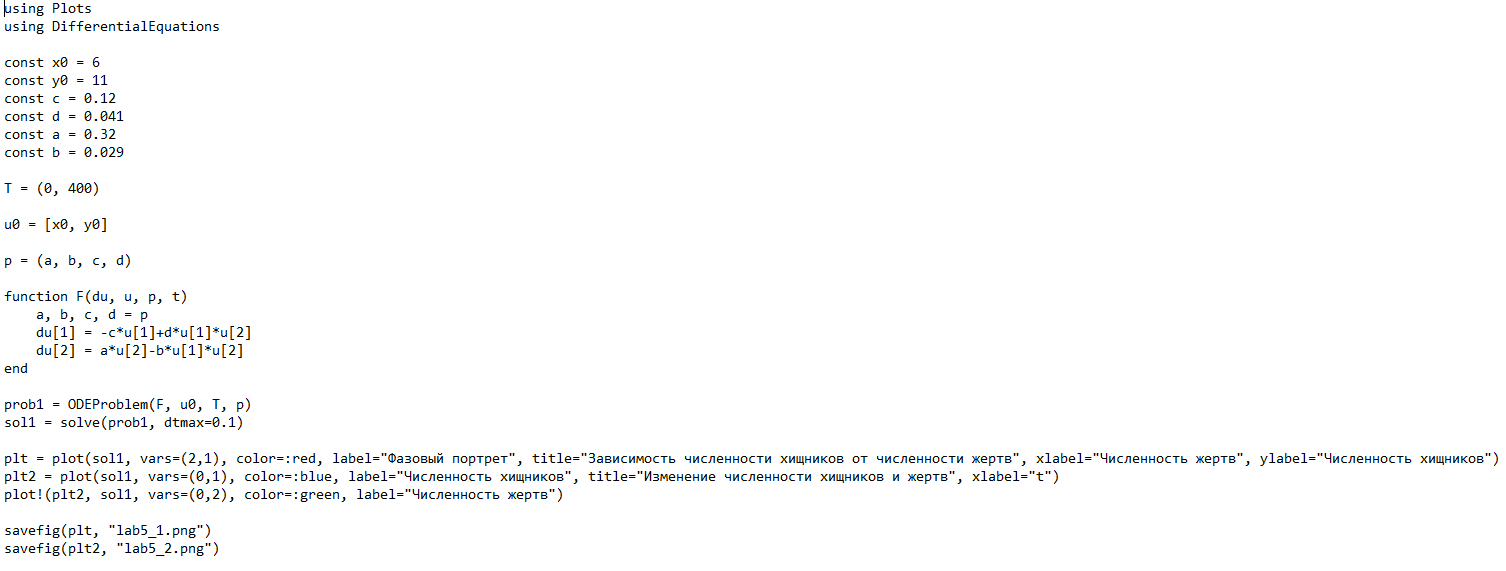 using Plots
using DifferentialEquations

const x0 = 6
const y0 = 11
const c = 0.12
const d = 0.041
const a = 0.32
const b = 0.029

T = (0, 400)

u0 = [x0, y0]

p = (a, b, c, d)

function F(du, u, p, t)
    a, b, c, d = p
    du[1] = -c*u[1]+d*u[1]*u[2]
    du[2] = a*u[2]-b*u[1]*u[2]
end

prob1 = ODEProblem(F, u0, T, p)
sol1 = solve(prob1, dtmax=0.1)

plt = plot(sol1, vars=(2,1), color=:red, label="Фазовый портрет", title="Зависимость численности хищников от численности жертв", xlabel="Численность жертв", ylabel="Численность хищников")
plt2 = plot(sol1, vars=(0,1), color=:blue, label="Численность хищников", title="Изменение численности хищников и жертв", xlabel="t")
plot!(plt2, sol1, vars=(0,2), color=:green, label="Численность жертв")

savefig(plt, "lab5_1.png")
savefig(plt2, "lab5_2.png")